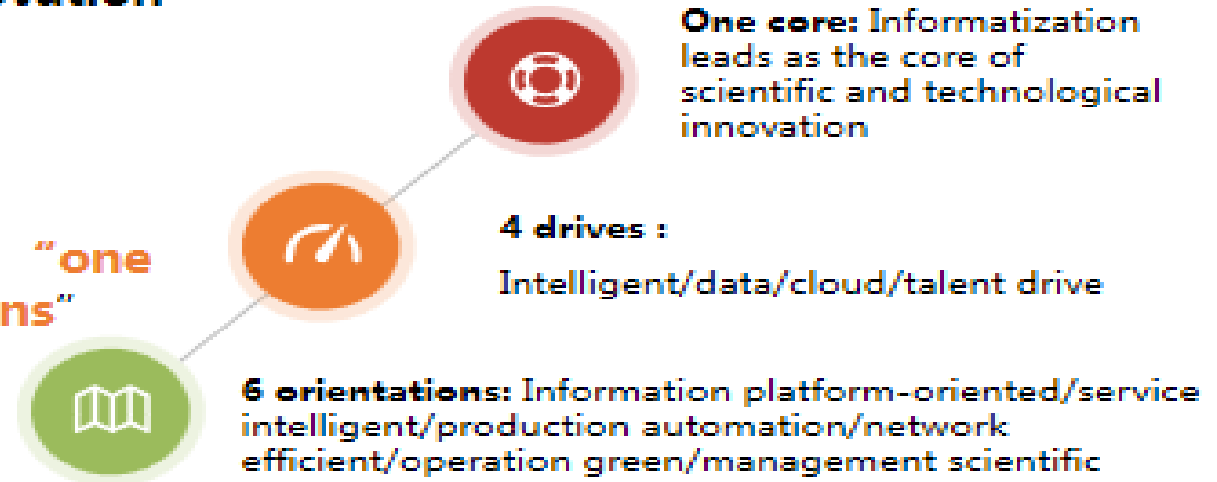 One core: Informatization
leads as the core of
scientific and technological
innovation
4 drives :
Intelligent/data/cloud/talent drive
“one
ns”
6 orientations: Information platform-oriented/service
intelligent/production automation/network
efficient/operation green/management scientific